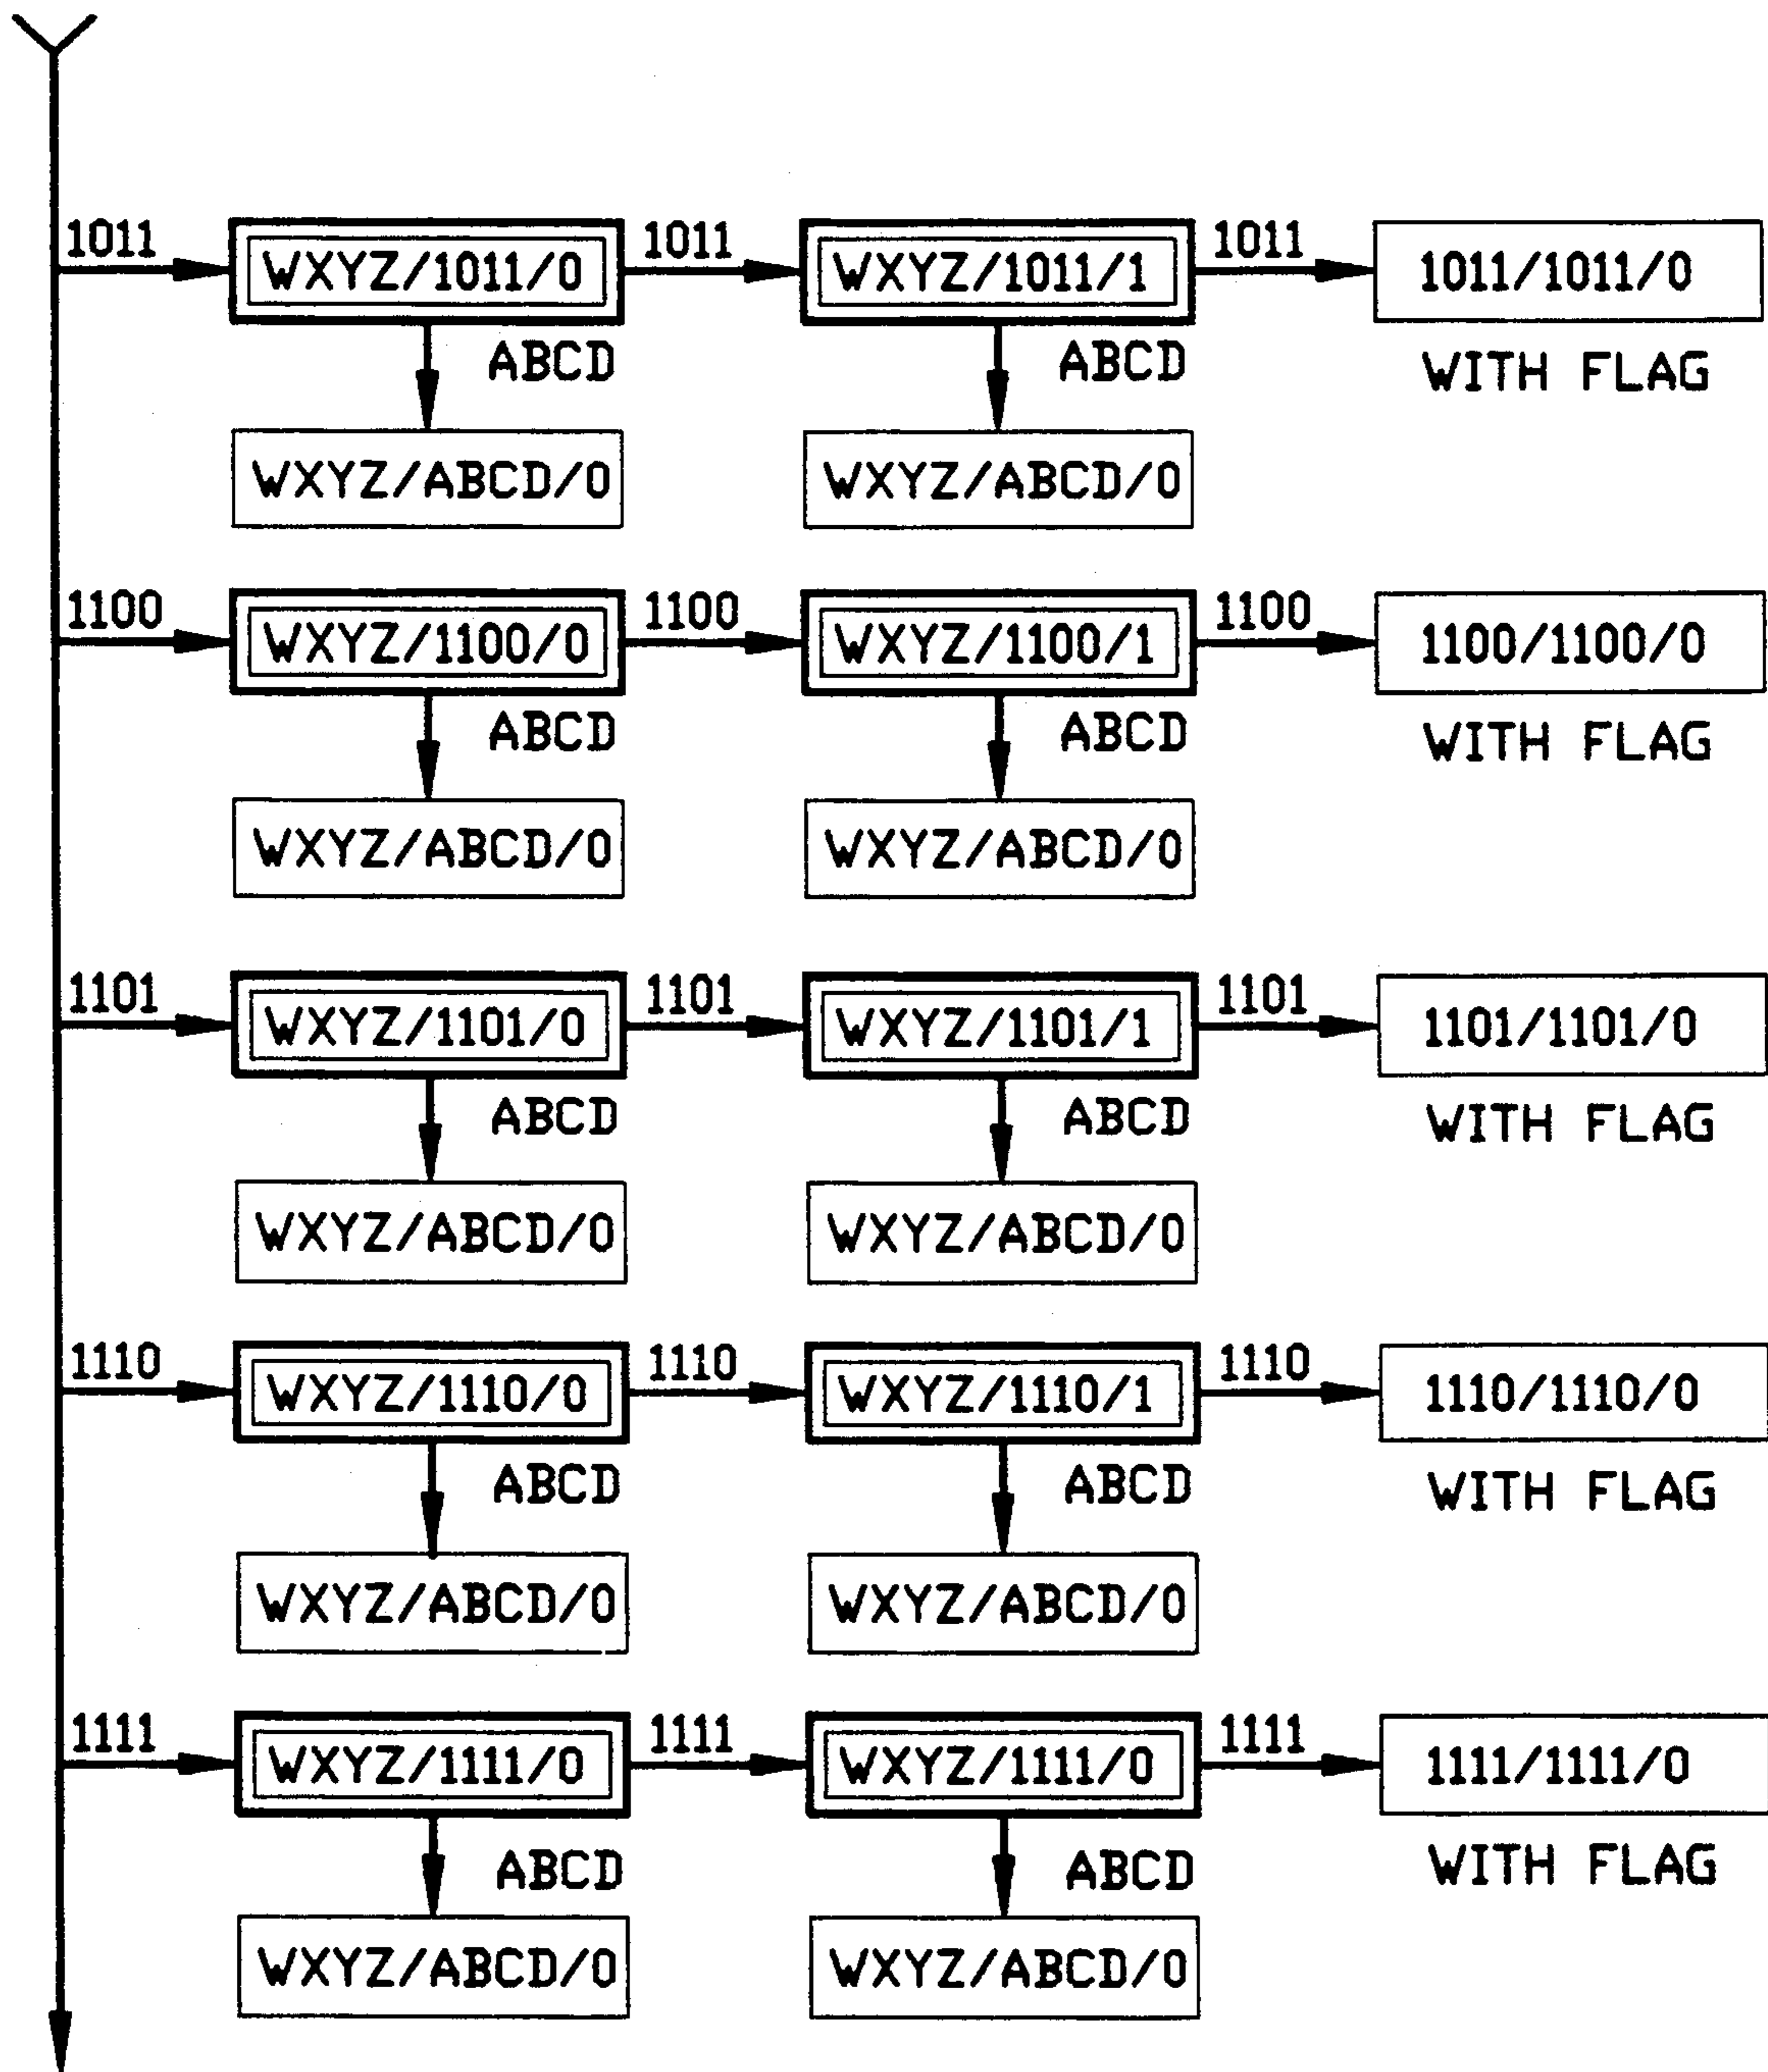 1011 WXYZ/1011/0 1011 WXYZ/1011/1 1011 1011/1011/0
ABCD ABCD WITH FLAG
WXYZ/ABCD/0 WXYZ/ABCD/0
1100 WXYZ/1100/0 1100 WXYZ/1100/1 1100 1100/1100/0
ABCD ABCD WITH FLAG
WXYZ/ABCD/0 WXYZ/ABCD/0
1101 WXYZ/1101/0 1101 WXYZ/1101/1 1101 1101/1101/0
ABCD ABCD WITH FLAG
WXYZ/ABCD/0 WXYZ/ABCD/0
1110 WXYZ/1110/0 1110 WXYZ/1110/1 1110 1110/1110/0
ABCD ABCD WITH FLAG
WXYZ/ABCD/0 WXYZ/ABCD/0
1111 WXYZ/1111/0 1111 WXYZ/1111/0 1111 1111/1111/0
ABCD ABCD WITH FLAG
WXYZ/ABCD/0 WXYZ/ABCD/0